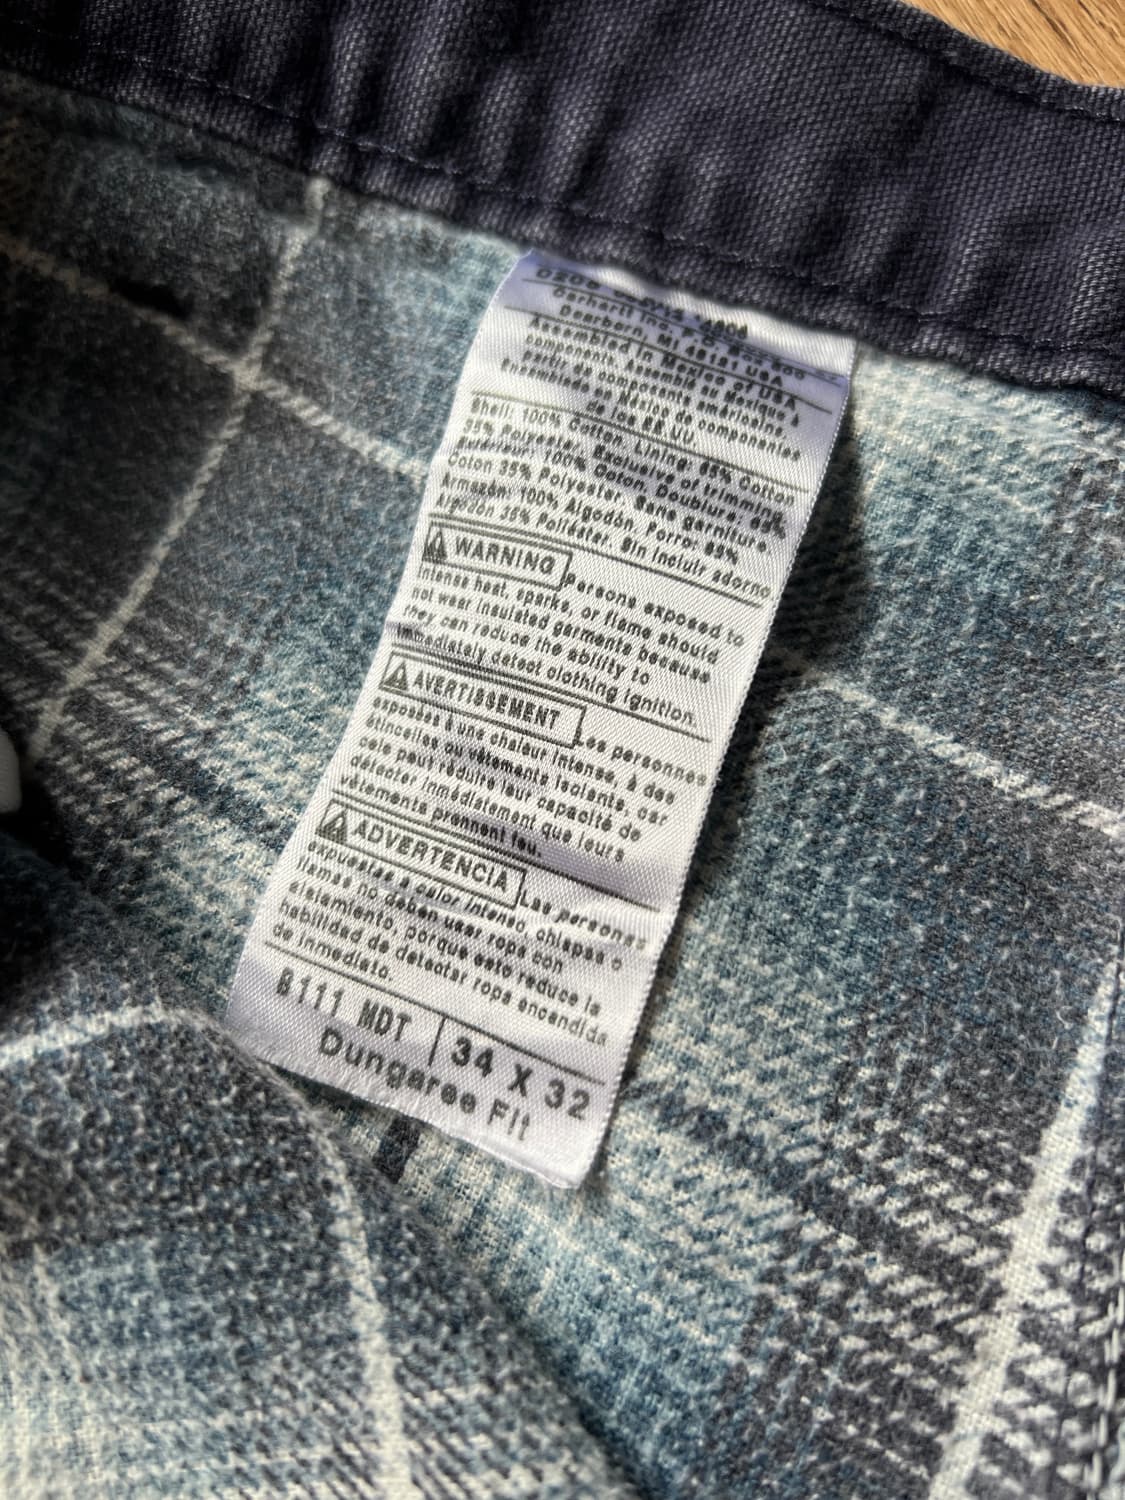 Carhartt Inc. P.O. Box 600
Dearborn, MI 48121 USA
Assembled in Mexico of USA
components. Assemblé au Mexique à
partir de composants américains.
Ensamblado en México de componentes
de los EE.UU.
Shell: 100% Cotton, Lining: 65% Cotton
35% Polyester, Exclusive of trimming.
Extérieur: 100% Coton, Doublure: 65%
Coton 35% Polyester, Sans garniture.
Armazón: 100% Algodón, Forro: 65%
Algodón 35% Poliéster. Sin incluir adorno
WARNING Persons exposed to
intense heat, sparks, or flame should
not wear insulated garments because
they can reduce the ability to
immediately detect clothing ignition.
AVERTISSEMENT Les personnes
exposées à une chaleur intense, à des
étincelles ou vêtements isolants, car
cela peut réduire leur capacité de
détecter immédiatement que leurs
vêtements prennent feu.
ADVERTENCIA Las personas
expuestas a calor intenso, chispas o
llamas no deben usar ropa con
aislamiento, porque esto reduce la
habilidad de detectar ropa encendida
de inmediato.
B111 MDT 34 X 32
Dungaree Fit